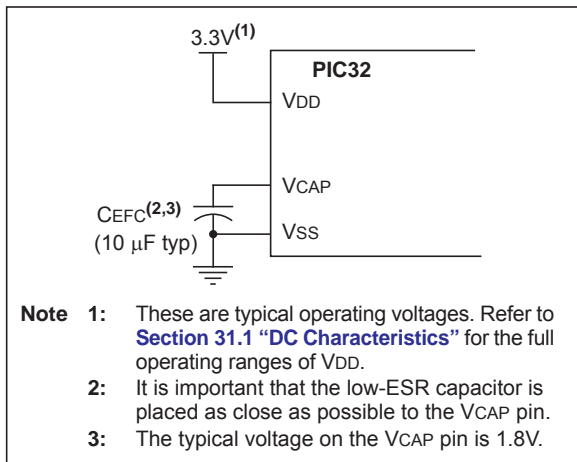 3.3V(1)
PIC32
VDD
VCAP
CEFC(2,3)
(10 μF typ)
VSS
Note 1: These are typical operating voltages. Refer to
Section 31.1 “DC Characteristics” for the full
operating ranges of VDD.
2: It is important that the low-ESR capacitor is
placed as close as possible to the VCAP pin.
3: The typical voltage on the VCAP pin is 1.8V.